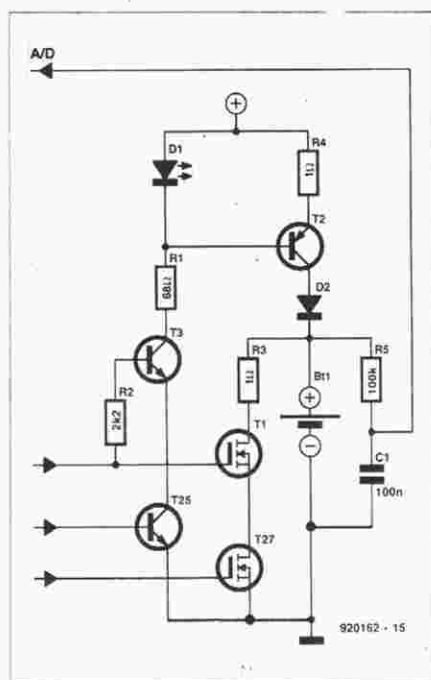 A/D
+
D1
R4
1Ω
T2
R1
68Ω
D2
T3
R3
1Ω
Bt1
+
R5
100k
R2
2k2
T1
−
C1
100n
T25
T27
920162 - 15